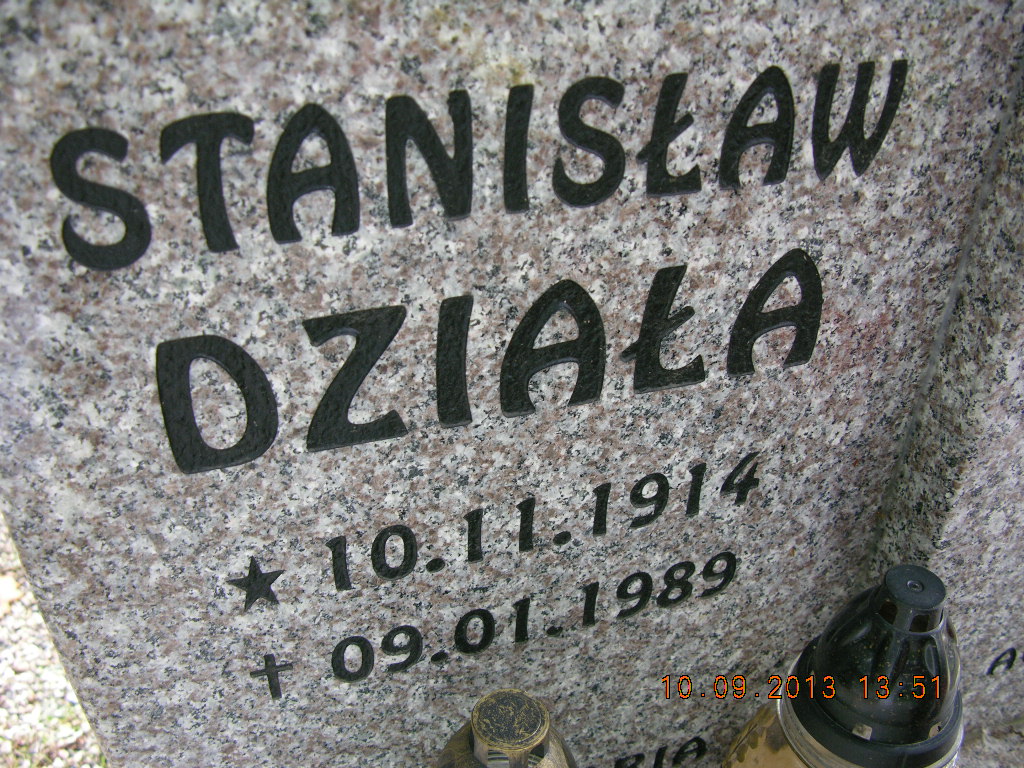 STANISŁAW
DZIAŁA
★ 10.11.1914
✝ 09.01.1989
10.09.2013 13:51